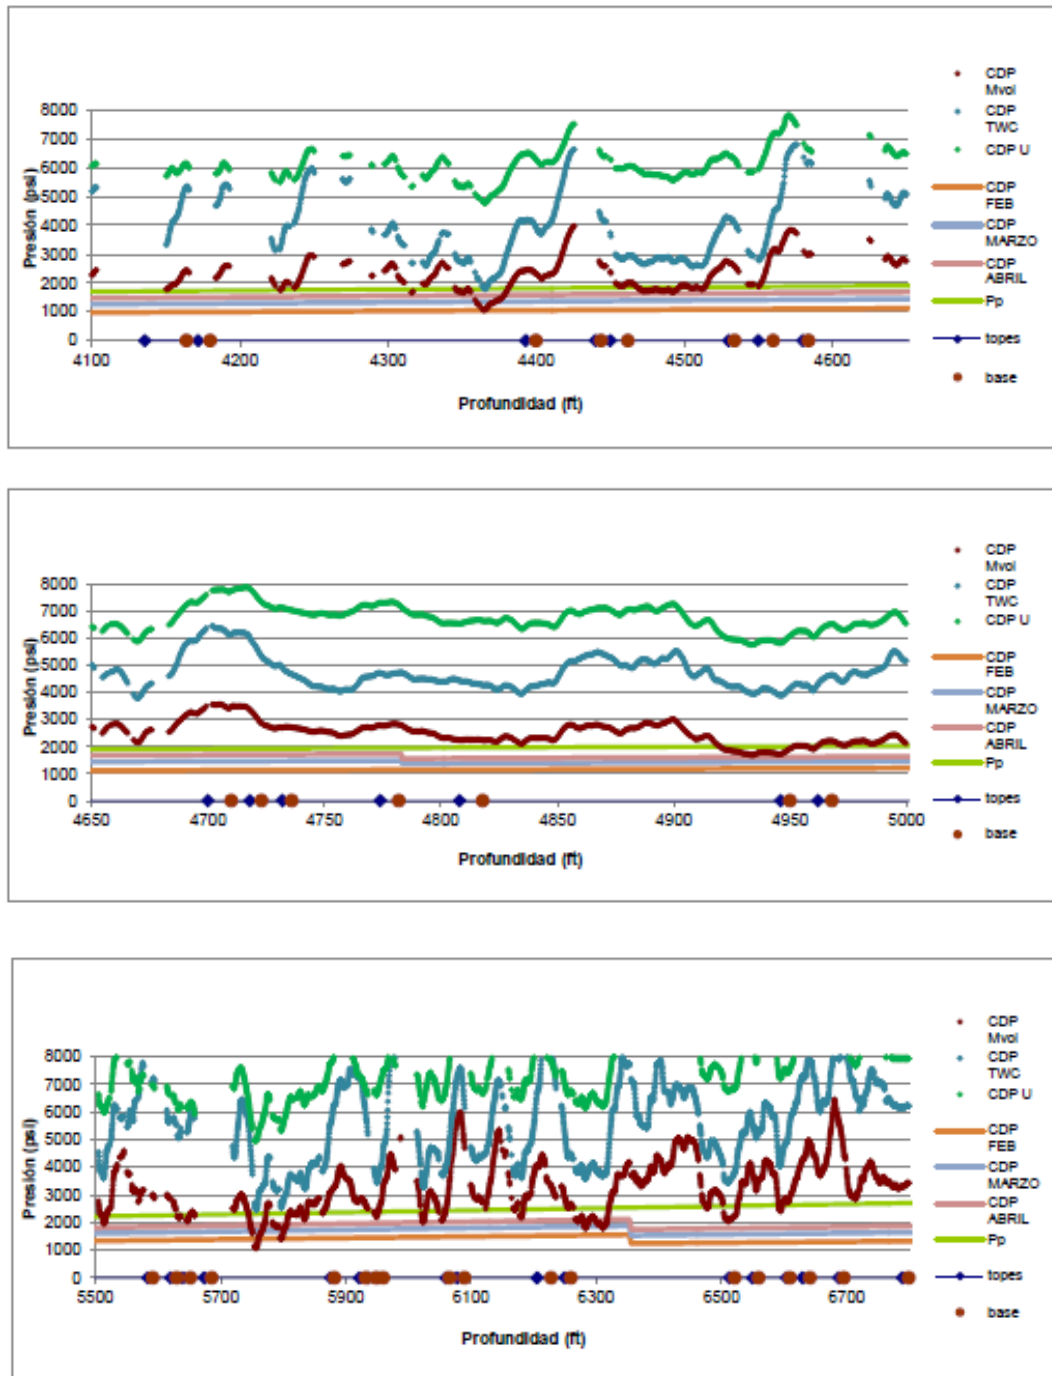 8000
7000
6000
5000
4000
3000
2000
1000
0
Presión (psi)
4100
4200
4300
4400
4500
4600
Profundidad (ft)
CDP
Mvol
CDP
TWC
CDP U
CDP
FEB
CDP
MARZO
CDP
ABRIL
Pp
topes
base
8000
7000
6000
5000
4000
3000
2000
1000
0
Presión (psi)
4650
4700
4750
4800
4850
4900
4950
5000
Profundidad (ft)
CDP
Mvol
CDP
TWC
CDP U
CDP
FEB
CDP
MARZO
CDP
ABRIL
Pp
topes
base
8000
7000
6000
5000
4000
3000
2000
1000
0
Presión (psi)
5500
5700
5900
6100
6300
6500
6700
Profundidad (ft)
CDP
Mvol
CDP
TWC
CDP U
CDP
FEB
CDP
MARZO
CDP
ABRIL
Pp
topes
base